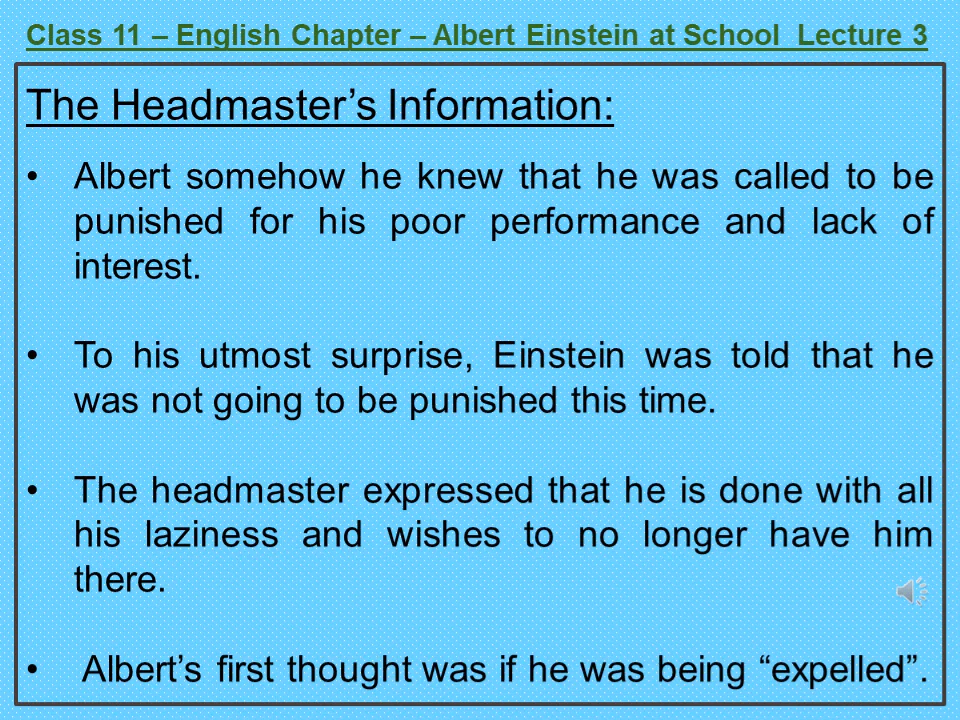 Class 11 – English Chapter – Albert Einstein at School Lecture 3
The Headmaster’s Information:
• Albert somehow he knew that he was called to be
punished for his poor performance and lack of
interest.
• To his utmost surprise, Einstein was told that he
was not going to be punished this time.
• The headmaster expressed that he is done with all
his laziness and wishes to no longer have him
there.
• Albert’s first thought was if he was being “expelled”.